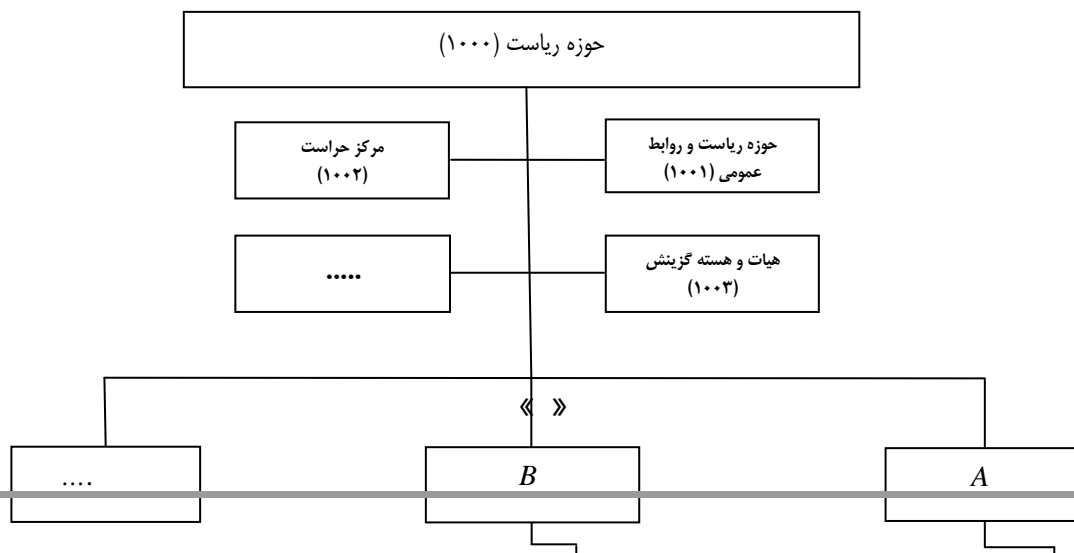 حوزه ریاست (۱۰۰۰)
حوزه ریاست و روابط
عمومی (۱۰۰۱)
مرکز حراست
(۱۰۰۲)
هیات و هسته گزینش
(۱۰۰۳)
.....
« »
A
B
....